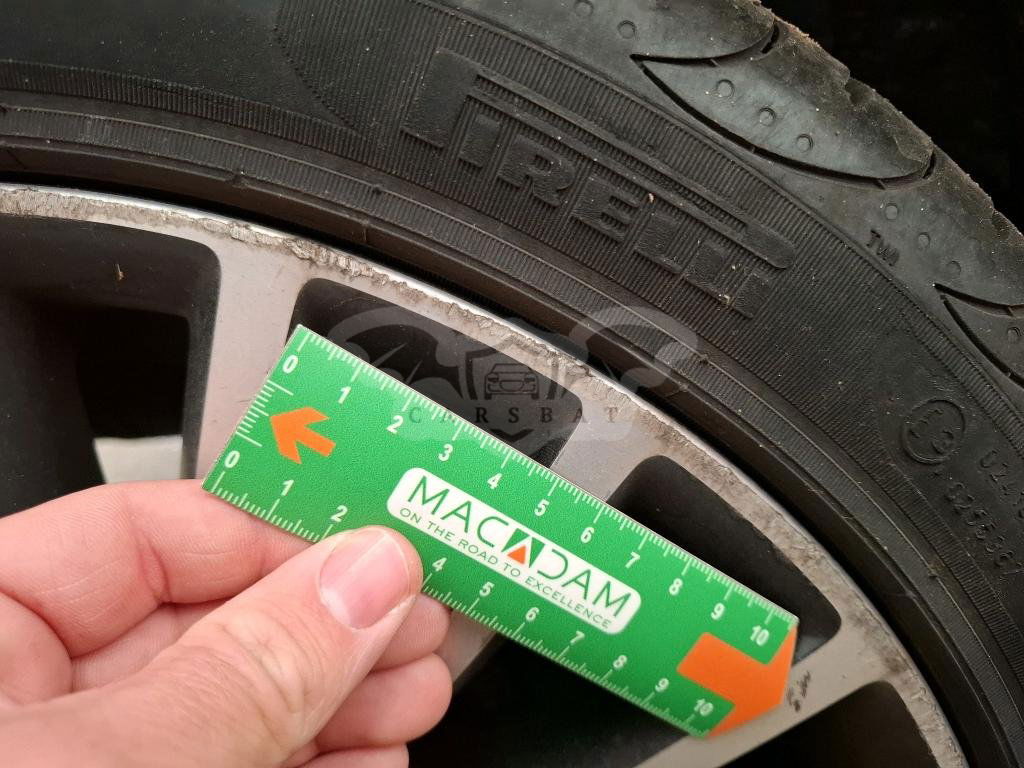 PIRELLI
TM
CARSBAT
0 1 2 3 4 5 6 7 8 9 10
MACADAM
ON THE ROAD TO EXCELLENCE
0 1 2 4 5 6 7 8 9 10